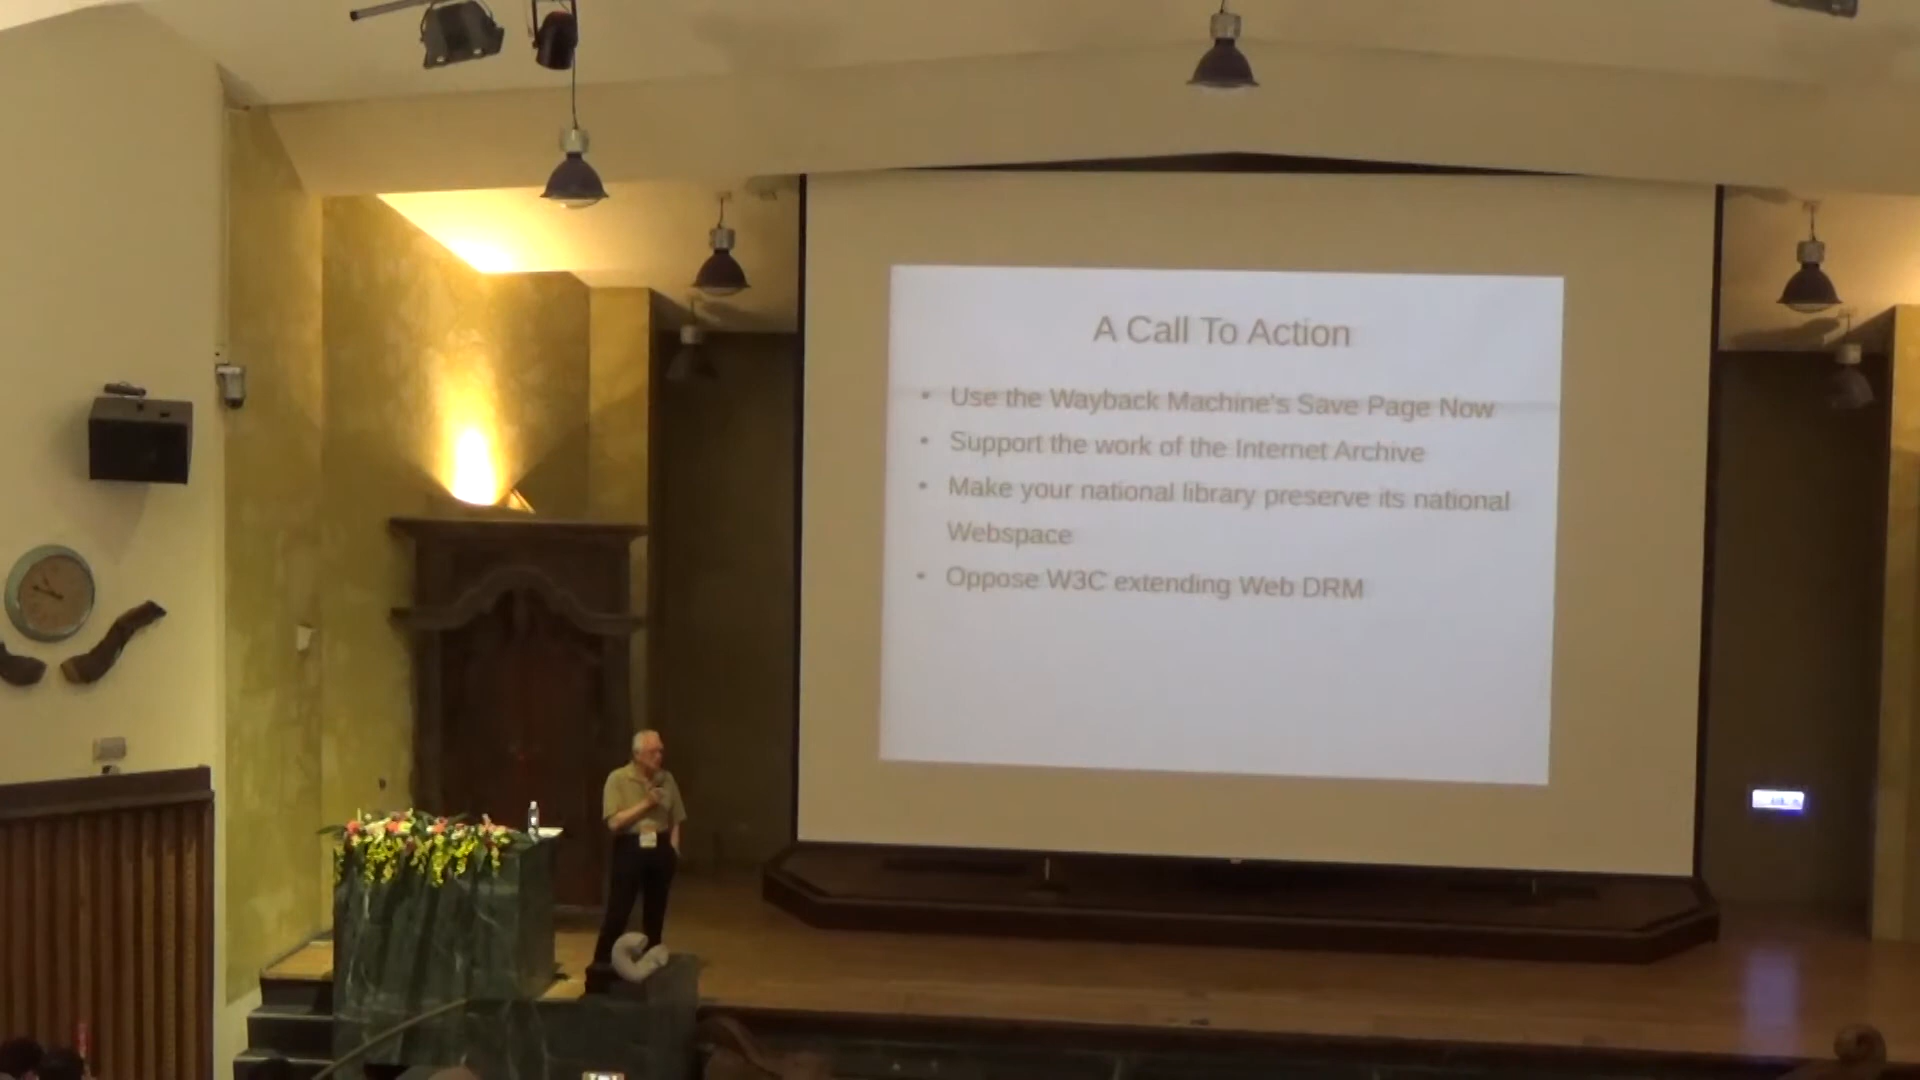 A Call To Action
• Use the Wayback Machine's Save Page Now
• Support the work of the Internet Archive
• Make your national library preserve its national
Webspace
• Oppose W3C extending Web DRM